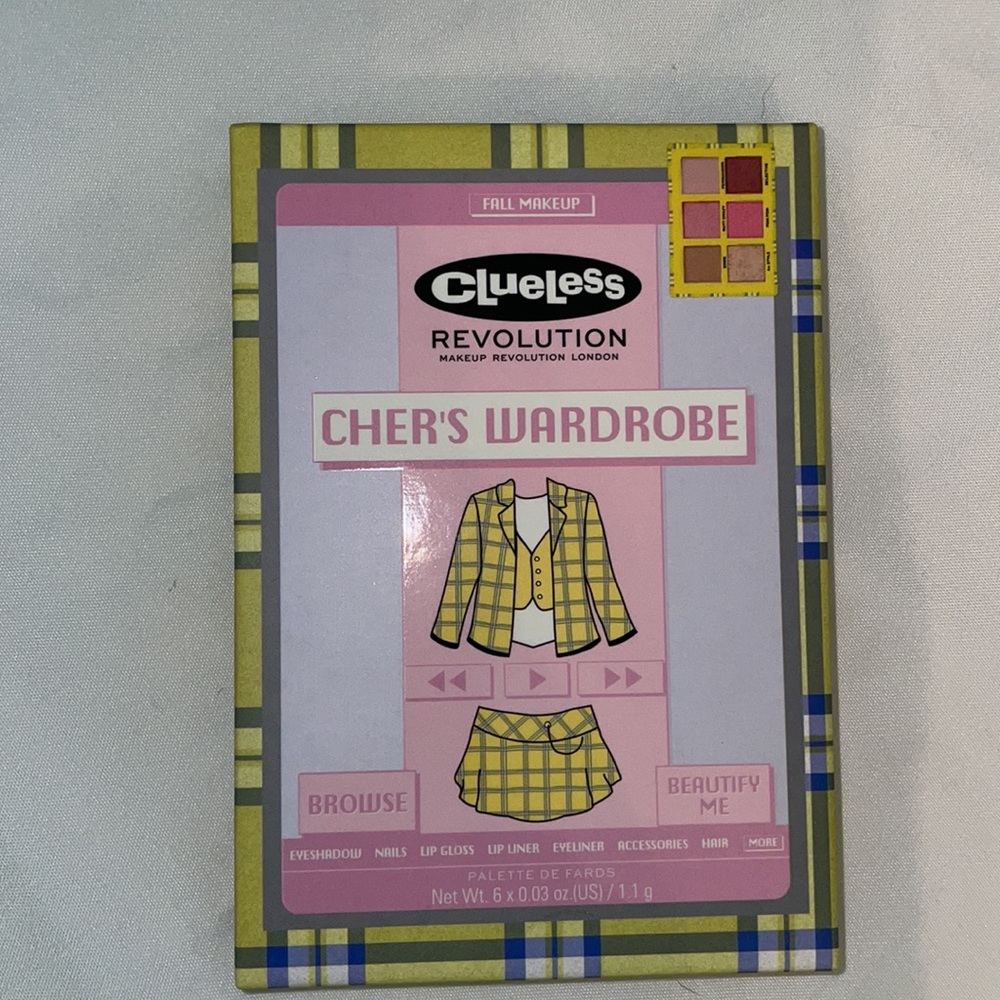 FALL MAKEUP
CLUELESS
REVOLUTION
MAKEUP REVOLUTION LONDON
CHER'S WARDROBE
BROWSE
BEAUTIFY
ME
EYESHADOW NAILS LIP GLOSS LIP LINER EYELINER ACCESSORIES HAIR MORE
PALETTE DE FARDS
Net Wt. 6 x 0.03 oz.(US) / 1.1 g